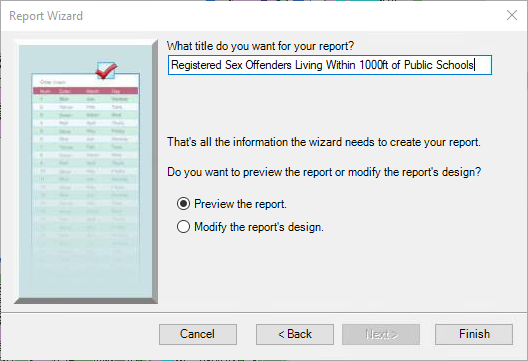 Report Wizard
What title do you want for your report?
Registered Sex Offenders Living Within 1000ft of Public Schools
That's all the information the wizard needs to create your report.
Do you want to preview the report or modify the report's design?
Preview the report.
Modify the report's design.
Cancel
< Back
Next >
Finish